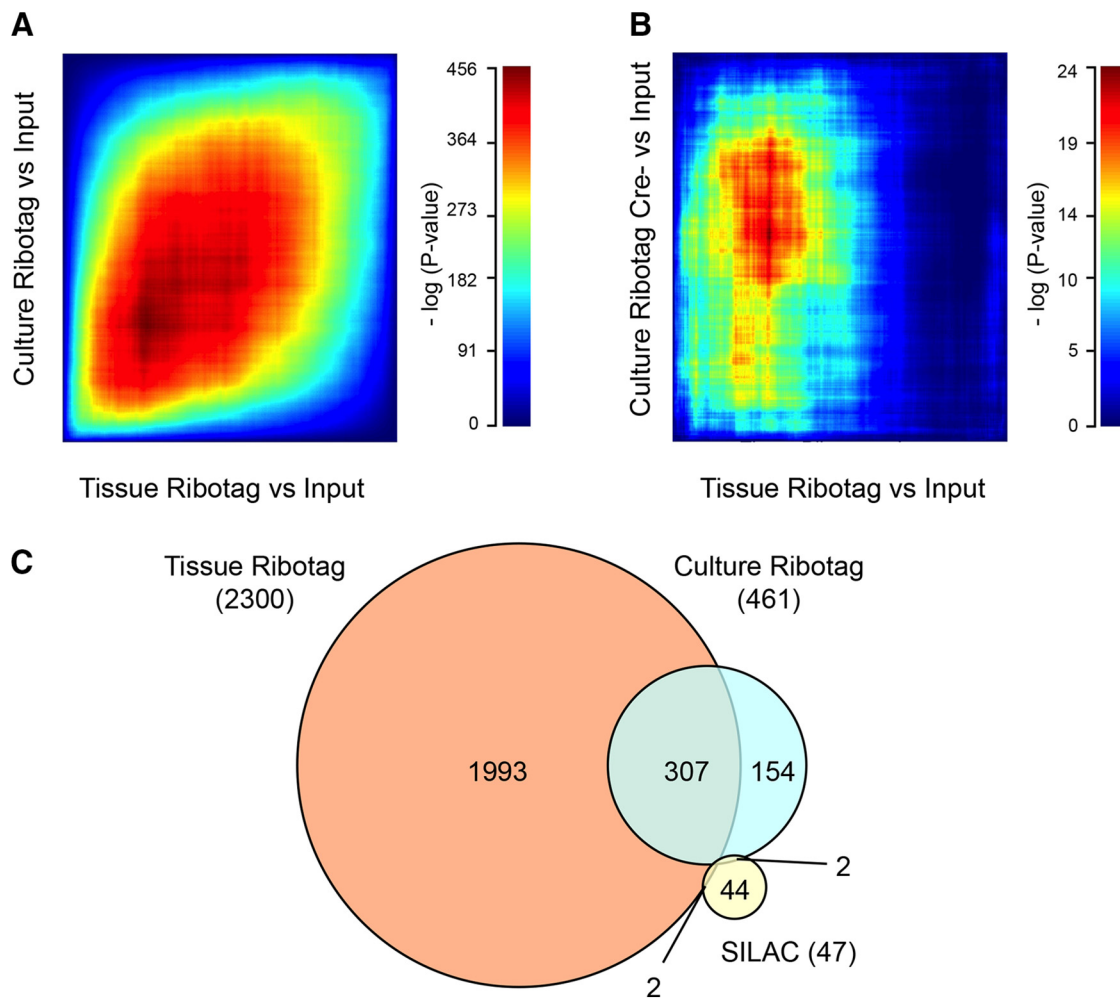 A
Culture Ribotag vs Input
Tissue Ribotag vs Input
456
364
273
182
91
0
- log (P-value)
B
Culture Ribotag Cre- vs Input
Tissue Ribotag vs Input
24
19
14
10
5
0
- log (P-value)
C
Tissue Ribotag
(2300)
Culture Ribotag
(461)
1993
307
154
2
44
SILAC (47)
2